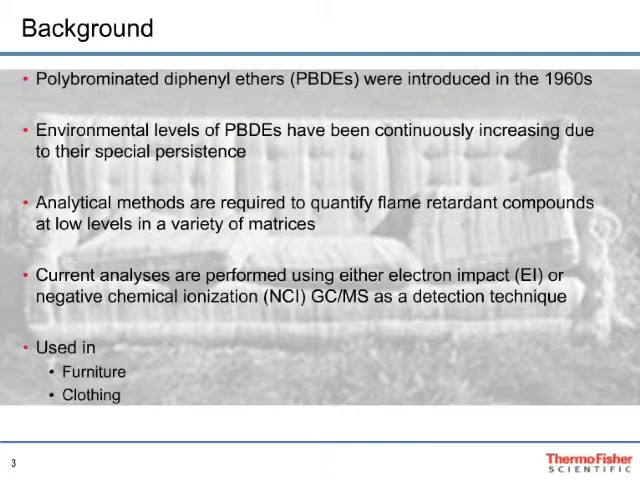 Background
• Polybrominated diphenyl ethers (PBDEs) were introduced in the 1960s
• Environmental levels of PBDEs have been continuously increasing due
to their special persistence
• Analytical methods are required to quantify flame retardant compounds
at low levels in a variety of matrices
• Current analyses are performed using either electron impact (EI) or
negative chemical ionization (NCI) GC/MS as a detection technique
• Used in
• Furniture
• Clothing
3
ThermoFisher
SCIENTIFIC